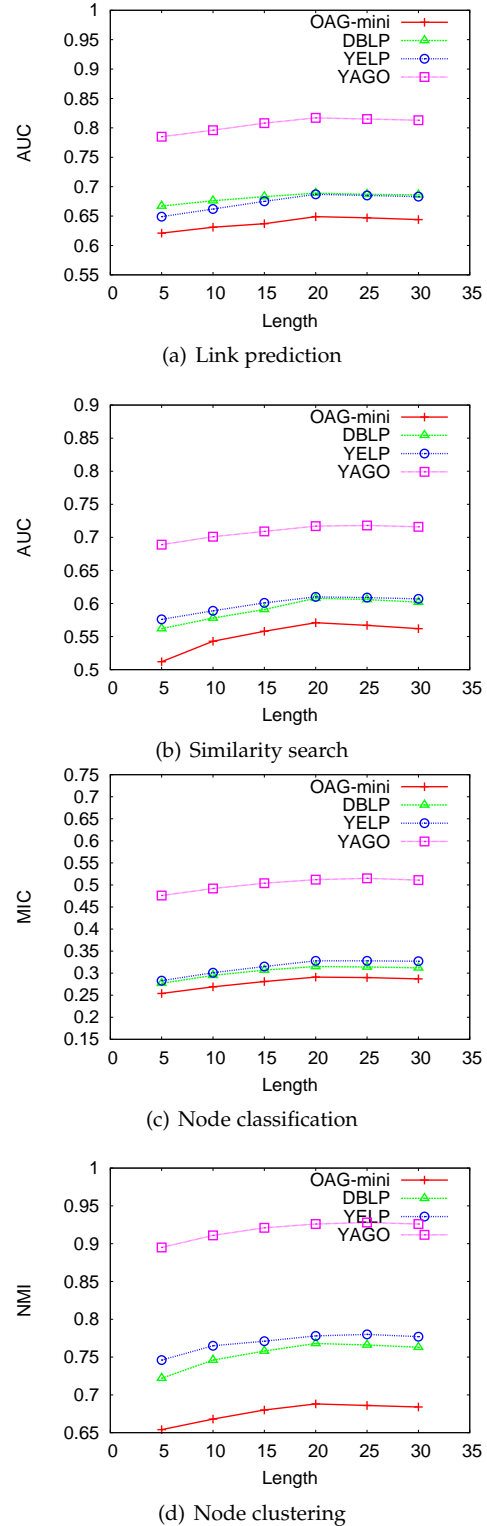 1
0.95
0.9
0.85
0.8
0.75
0.7
0.65
0.6
0.55
AUC
OAG-mini
DBLP
YELP
YAGO
0 5 10 15 20 25 30 35
Length
(a) Link prediction
0.9
0.85
0.8
0.75
0.7
0.65
0.6
0.55
0.5
AUC
OAG-mini
DBLP
YELP
YAGO
0 5 10 15 20 25 30 35
Length
(b) Similarity search
0.75
0.7
0.65
0.6
0.55
0.5
0.45
0.4
0.35
0.3
0.25
0.2
0.15
MIC
OAG-mini
DBLP
YELP
YAGO
0 5 10 15 20 25 30 35
Length
(c) Node classification
1
0.95
0.9
0.85
0.8
0.75
0.7
0.65
NMI
OAG-mini
DBLP
YELP
YAGO
0 5 10 15 20 25 30 35
Length
(d) Node clustering